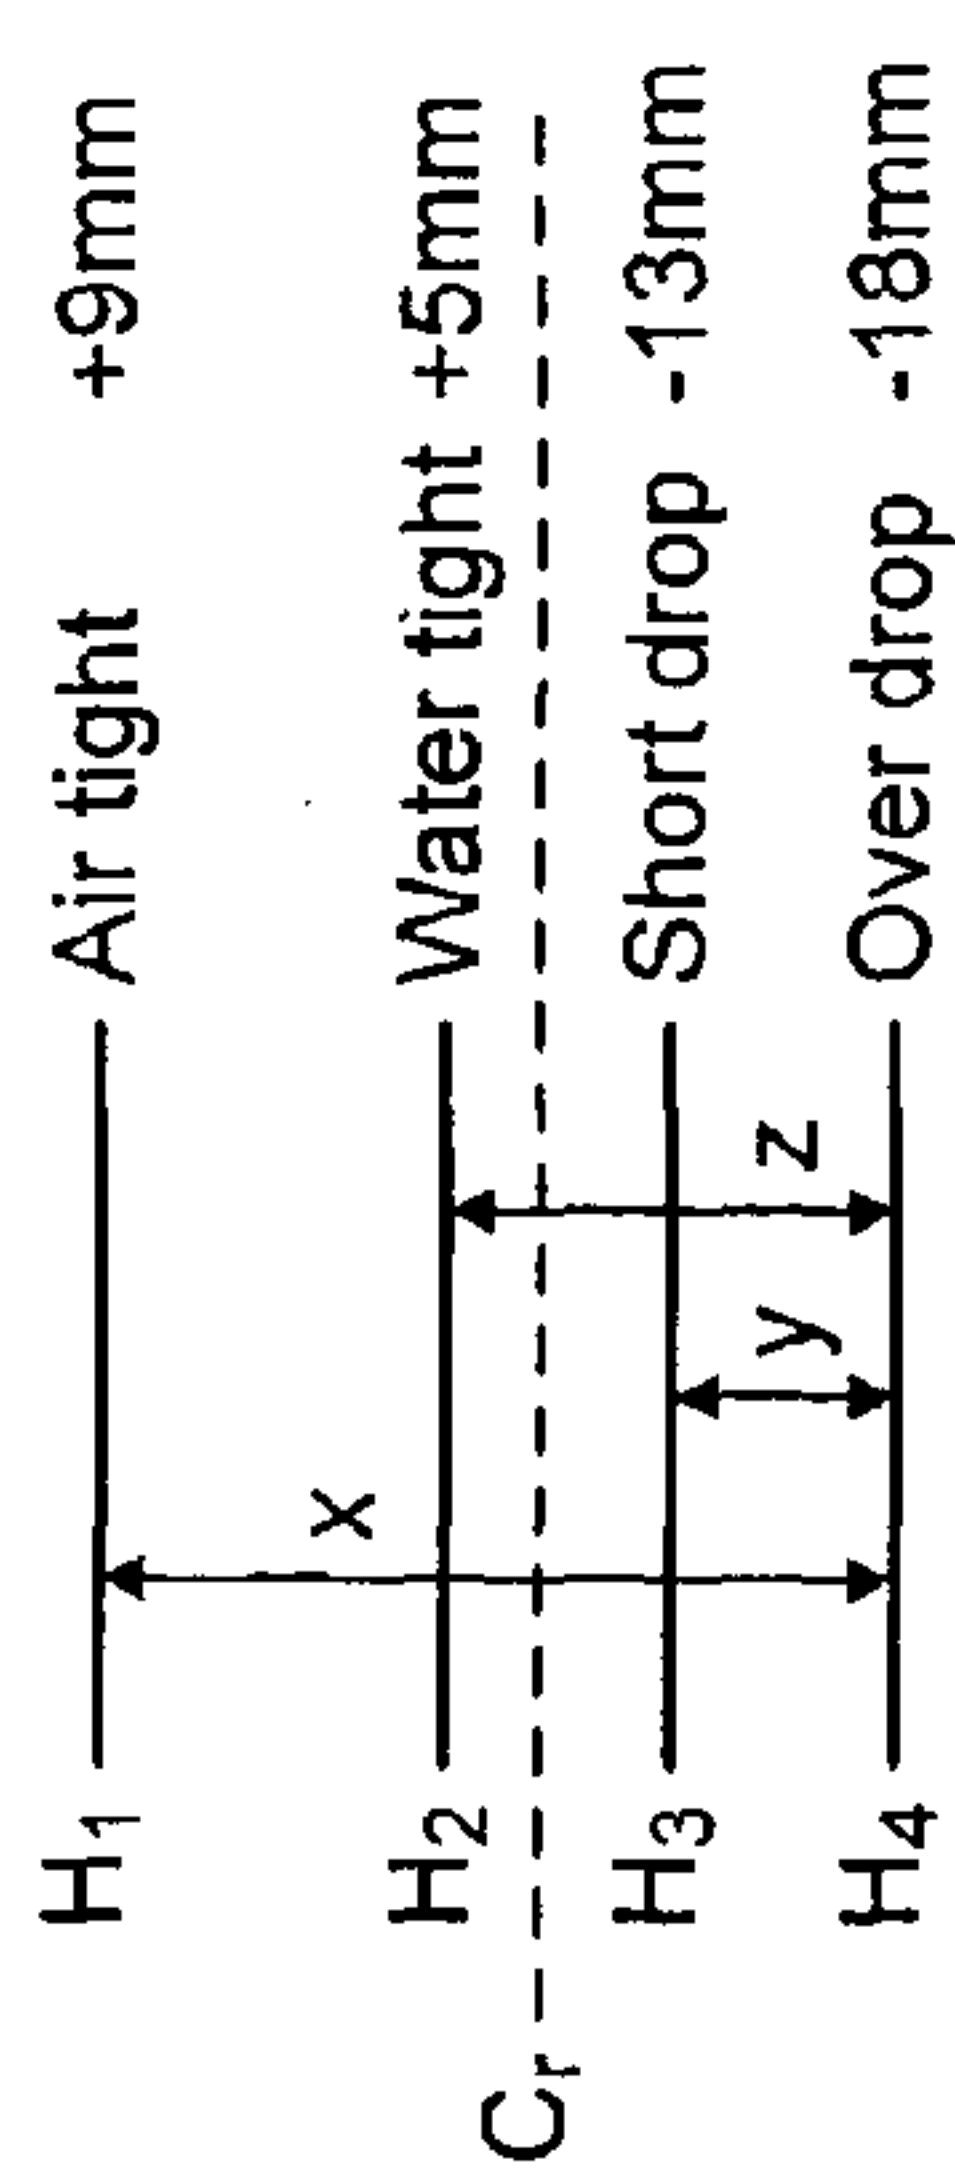 H1 Air tight +9mm
x
H2 Water tight +5mm
Cr
H3 Short drop -13mm
y z
H4 Over drop -18mm